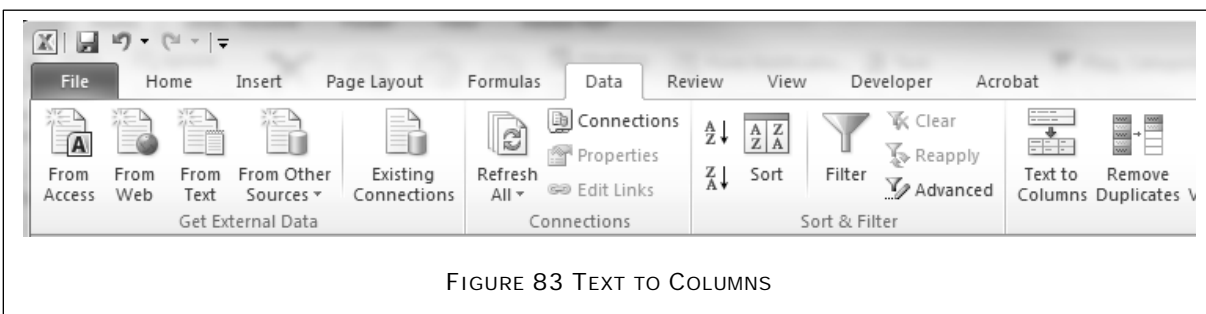 File Home Insert Page Layout Formulas Data Review View Developer Acrobat
From Access
From Web
From Text
From Other Sources
Existing Connections
Get External Data
Refresh All
Connections
Properties
Edit Links
Connections
Sort
Filter
Clear
Reapply
Advanced
Sort & Filter
Text to Columns
Remove Duplicates
FIGURE 83 TEXT TO COLUMNS